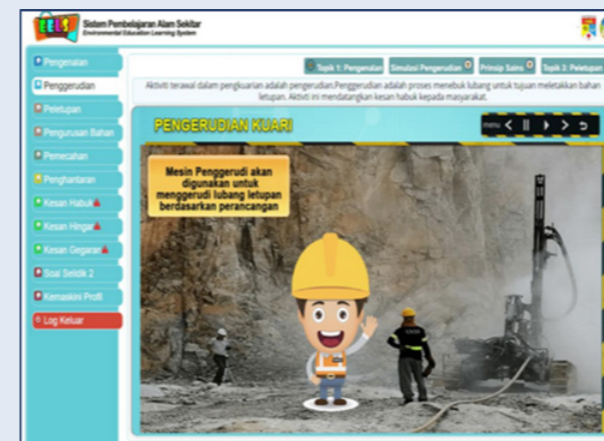 EELS
Sistem Pembelajaran Alam Sekitar
Environmental Education Learning System
Pengenalan
Penggerudian
Peletupan
Pengurusan Bahan
Pemecahan
Penghantaran
Kesan Habuk
Kesan Hingar
Kesan Gegaran
Soal Selidik 2
Kemaskini Profil
Log Keluar
Topik 1: Pengenalan
Simulasi Pengerudian
Prinsip Sains
Topik 3: Peletupan
Aktiviti terawal dalam pengkuarian adalah pengerudian.Penggerudian adalah proses menebuk lubang untuk tujuan meletakkan bahan
letupan. Aktivti ini mendatangkan kesan habuk kepada masyarakat.
PENGERUDIAN KUARI
menu
Mesin Penggerudi akan
digunakan untuk
menggerudi lubang letupan
berdasarkan perancangan